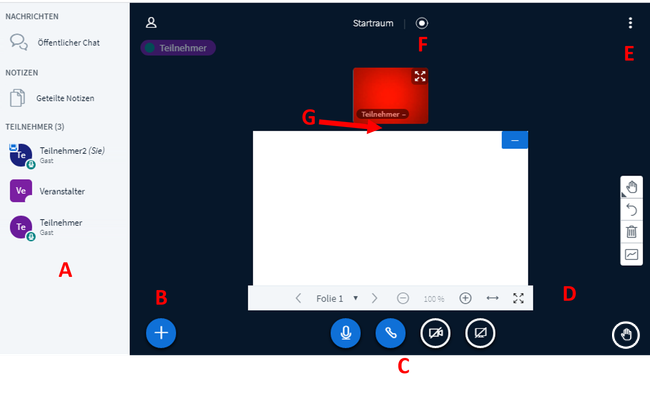 NACHRICHTEN
Öffentlicher Chat
NOTIZEN
Geteilte Notizen
TEILNEHMER (3)
Te
Teilnehmer2 (Sie)
Gast
Ve
Veranstalter
Te
Teilnehmer
Gast
A
Startraum
F
E
Teilnehmer
Teilnehmer
G
B
Folie 1
100 %
D
C